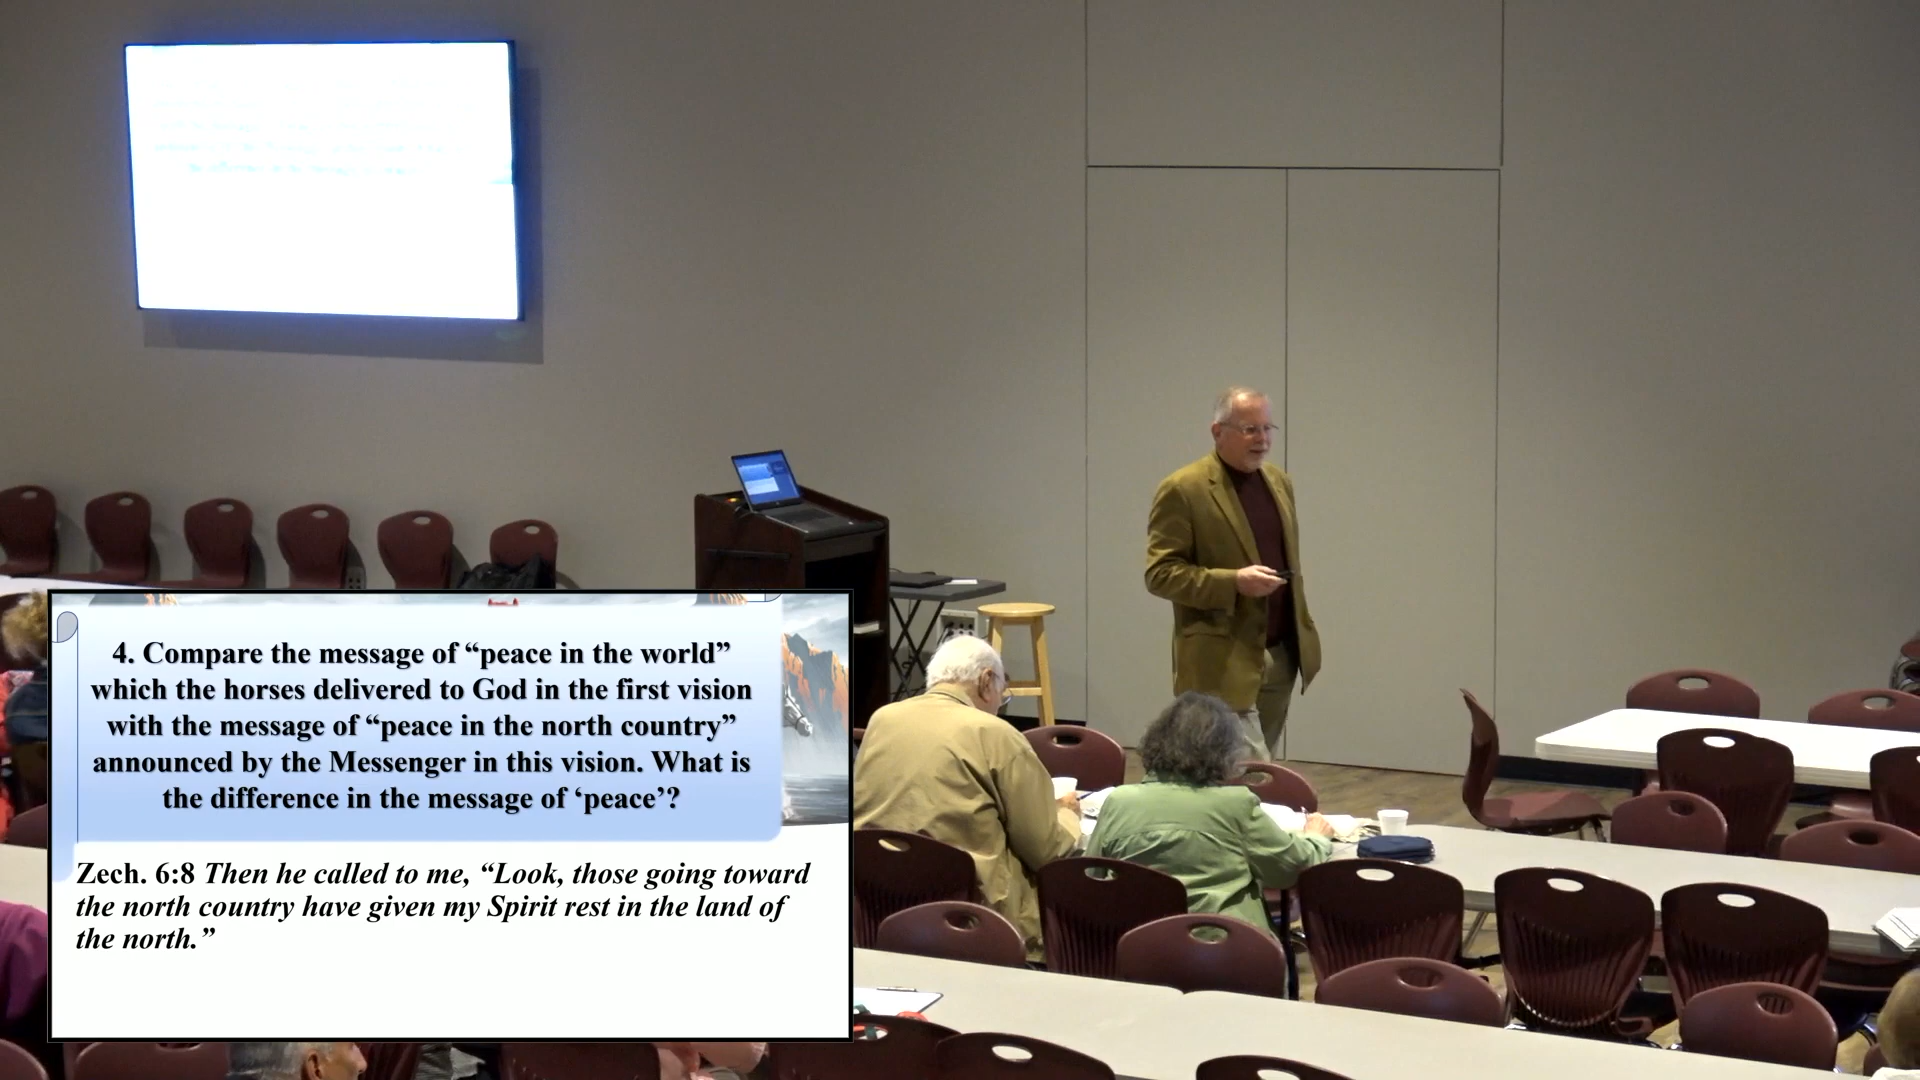 4. Compare the message of “peace in the world”
which the horses delivered to God in the first vision
with the message of “peace in the north country”
announced by the Messenger in this vision. What is
the difference in the message of ‘peace’?
Zech. 6:8 Then he called to me, “Look, those going toward
the north country have given my Spirit rest in the land of
the north.”